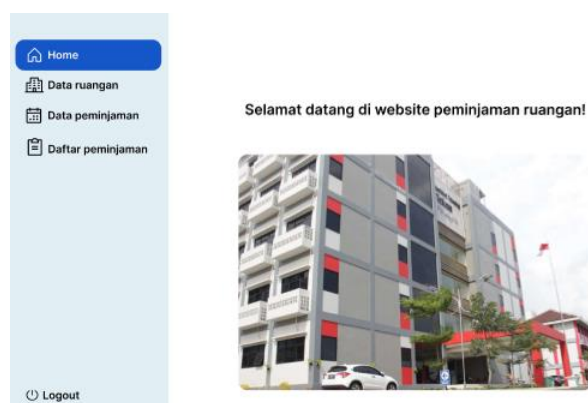 Home
Data ruangan
Data peminjaman
Daftar peminjaman
Logout
Selamat datang di website peminjaman ruangan!